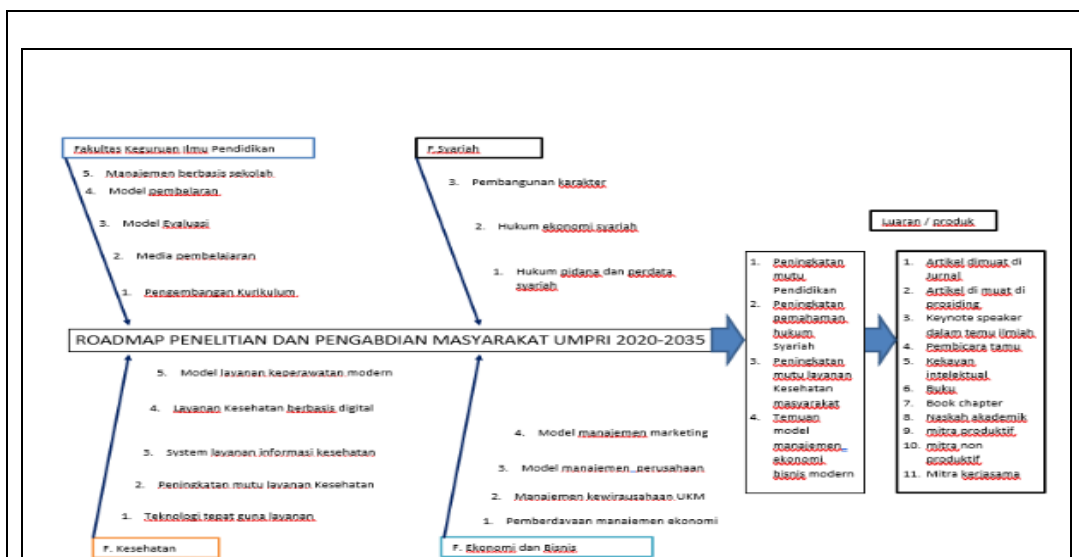 Fakultas Keguruan Ilmu Pendidikan
5. Manajemen berbasis sekolah
4. Model pembelaran
3. Model Evaluasi
2. Media pembelajaran
1. Pengembangan Kurikulum
F.Syariah
3. Pembangunan karakter
2. Hukum ekonomi syariah
1. Hukum pidana dan perdata
syariah
ROADMAP PENELITIAN DAN PENGABDIAN MASYARAKAT UMPRI 2020-2035
5. Model layanan keperawatan modern
4. Layanan Kesehatan berbasis digital
3. System layanan informasi kesehatan
2. Peningkatan mutu layanan Kesehatan
1. Teknologi tepat guna layanan
F. Kesehatan
4. Model manajemen marketing
3. Model manajemen perusahaan
2. Manajemen kewirausahaan UKM
1. Pemberdayaan manajemen ekonomi
F. Ekonomi dan Bisnis
1. Peningkatan
mutu
Pendidikan
2. Peningkatan
pemahaman
hukum
Syariah
3. Peningkatan
mutu layanan
Kesehatan
masyarakat
4. Temuan
model
manajemen
ekonomi
bisnis modern
Luaran / produk
1. Artikel dimuat di
Jurnal
2. Artikel di muat di
prosiding
3. Keynote speaker
dalam temu ilmiah
4. Pembicara tamu
5. Kekayan
intelektual
6. Buku
7. Book chapter
8. Naskah akademik
9. mitra produktif
10. mitra non
produktif
11. Mitra kerjasama